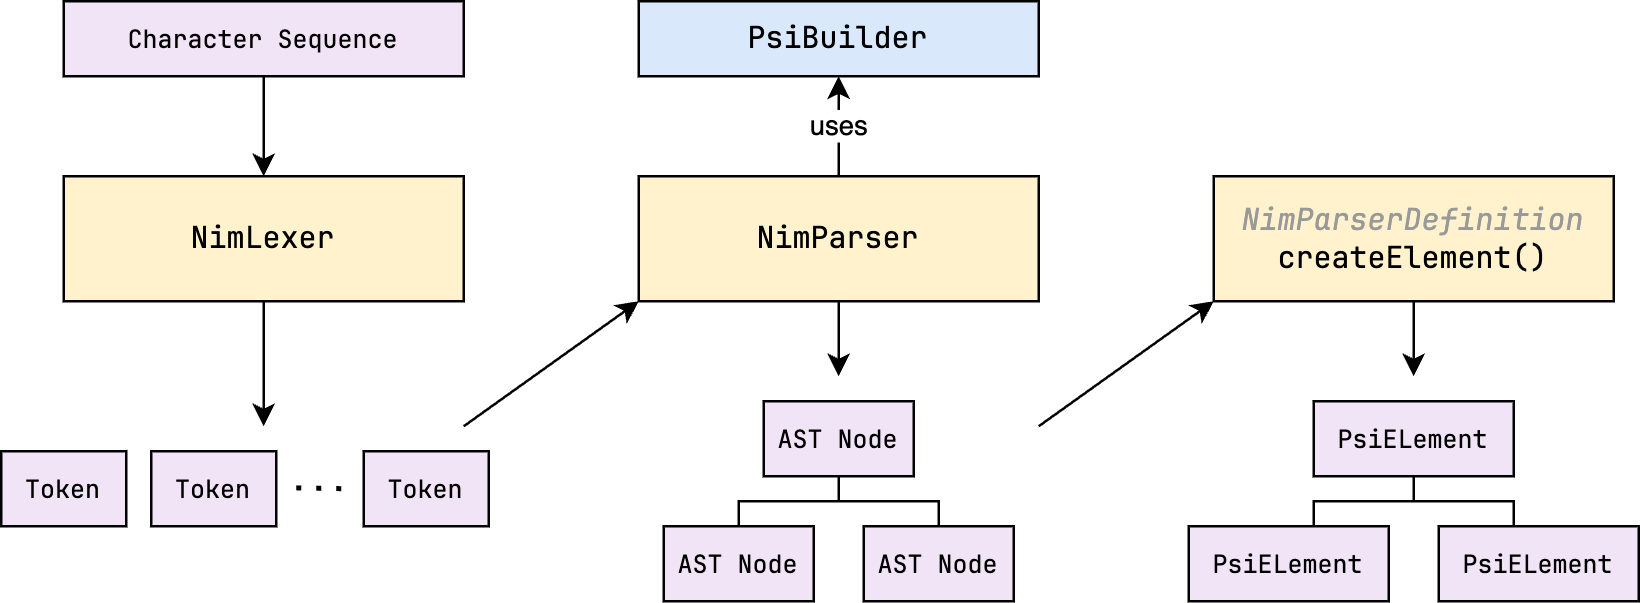 Character Sequence
PsiBuilder
uses
NimLexer
NimParser
NimParserDefinition
createElement()
Token
Token
...
Token
AST Node
AST Node
AST Node
PsiELement
PsiELement
PsiELement